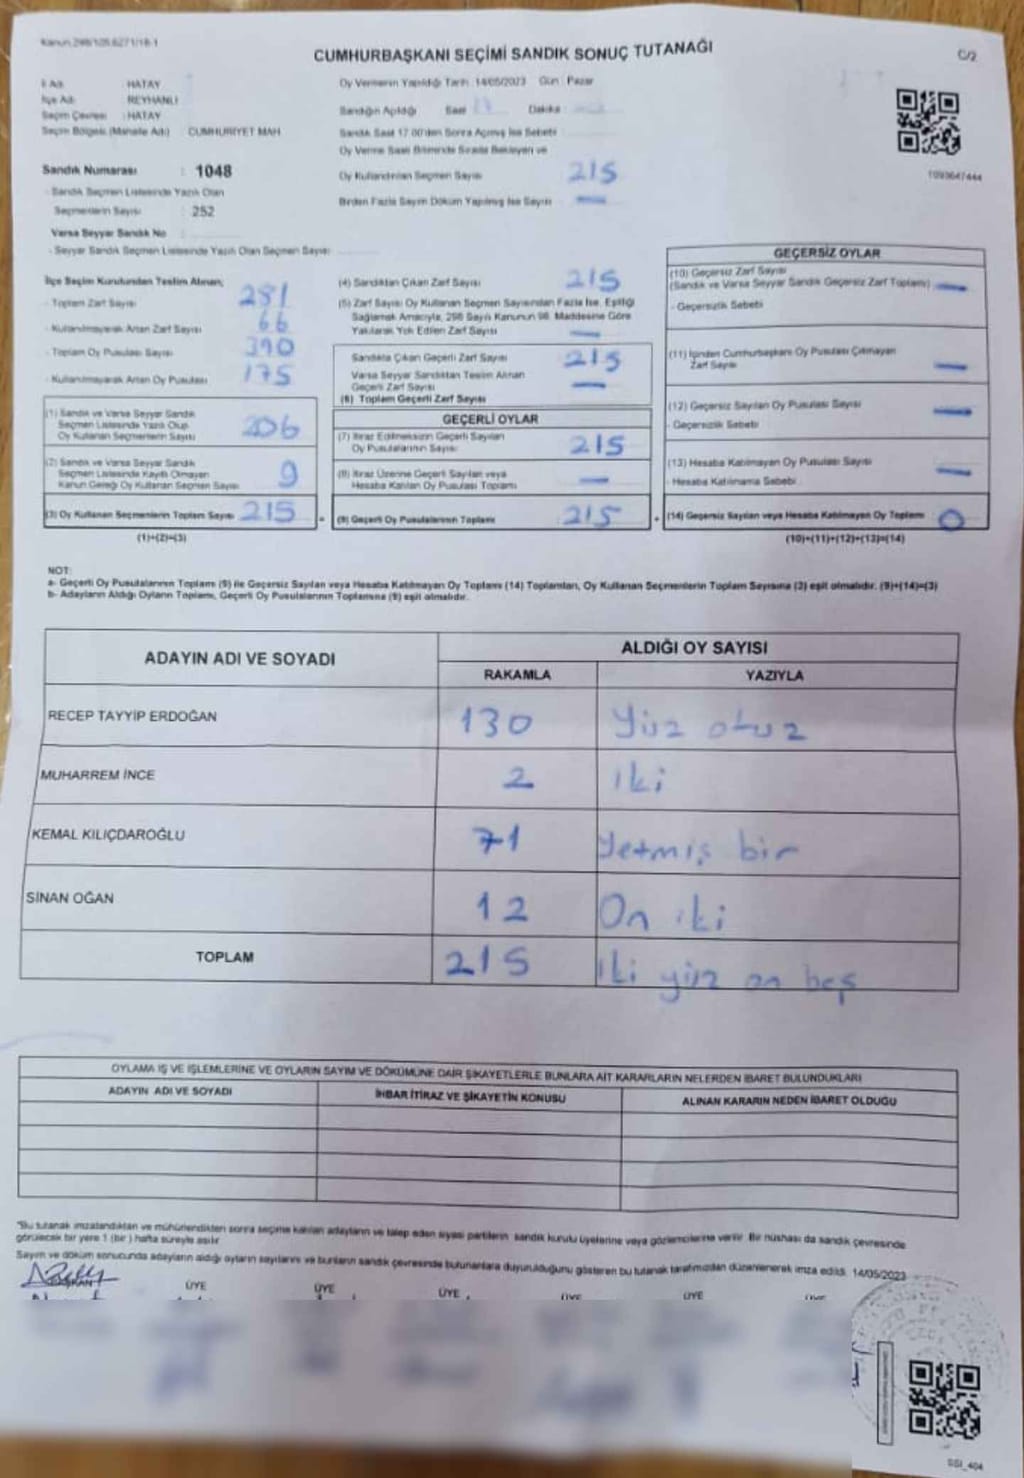 Kanun:298/105,6271/18-1
CUMHURBAŞKANI SEÇİMİ SANDIK SONUÇ TUTANAĞI
C/2
İl Adı : HATAY
İlçe Adı : REYHANLI
Seçim Çevresi : HATAY
Seçim Bölgesi (Mahalle Adı) CUMHURİYET MAH
Oy Vermenin Yapıldığı Tarih :14/05/2023 Gün : Pazar
Sandığın Açıldığı Saat Dakika
Sandık Saat 17.00'den Sonra Açılmış İse Sebebi
Oy Verme Saati Bitiminde Sırada Bekleyen ve
Oy Kullandırılan Seçmen Sayısı 215
Birden Fazla Sayım Döküm Yapılmış İse Sayısı —
1093647444
Sandık Numarası : 1048
- Sandık Seçmen Listesinde Yazılı Olan
Seçmenlerin Sayısı : 252
Varsa Seyyar Sandık No :
- Seyyar Sandık Seçmen Listesinde Yazılı Olan Seçmen Sayısı
İlçe Seçim Kurulundan Teslim Alınan;
- Toplam Zarf Sayısı 281
- Kullanılmayarak Artan Zarf Sayısı 66
- Toplam Oy Pusulası Sayısı 390
- Kullanılmayarak Artan Oy Pusulası 175
(1) Sandık ve Varsa Seyyar Sandık
Seçmen Listesinde Yazılı Olup
Oy Kullanan Seçmenlerin Sayısı 206
(2) Sandık ve Varsa Seyyar Sandık
Seçmen Listesinde Kayıtlı Olmayan
Kanun Gereği Oy Kullanan Seçmen Sayısı 9
(3) Oy Kullanan Seçmenlerin Toplam Sayısı 215
(1)+(2)=(3)
(4) Sandıktan Çıkan Zarf Sayısı 215
(5) Zarf Sayısı Oy Kullanan Seçmen Sayısından Fazla İse, Eşitliği
Sağlamak Amacıyla, 298 Sayılı Kanunun 98. Maddesine Göre
Yakılarak Yok Edilen Zarf Sayısı —
Sandıkta Çıkan Geçerli Zarf Sayısı 215
Varsa Seyyar Sandıktan Teslim Alınan
Geçerli Zarf Sayısı —
(6) Toplam Geçerli Zarf Sayısı
GEÇERLİ OYLAR
(7) İtiraz Edilmeksizin Geçerli Sayılan
Oy Pusulalarının Sayısı 215
(8) İtiraz Üzerine Geçerli Sayılan veya
Hesaba Katılan Oy Pusulası Toplamı —
= (9) Geçerli Oy Pusulalarının Toplamı 215
GEÇERSİZ OYLAR
(10) Geçersiz Zarf Sayısı
(Sandık ve Varsa Seyyar Sandık Geçersiz Zarf Toplamı) —
- Geçersizlik Sebebi
(11) İçinden Cumhurbaşkanı Oy Pusulası Çıkmayan
Zarf Sayısı —
(12) Geçersiz Sayılan Oy Pusulası Sayısı —
- Geçersizlik Sebebi
(13) Hesaba Katılmayan Oy Pusulası Sayısı —
- Hesaba Katılmama Sebebi
+ (14) Geçersiz Sayılan veya Hesaba Katılmayan Oy Toplamı 0
(10)+(11)+(12)+(13)=(14)
NOT:
a- Geçerli Oy Pusulalarının Toplamı (9) ile Geçersiz Sayılan veya Hesaba Katılmayan Oy Toplamı (14) Toplamları, Oy Kullanan Seçmenlerin Toplam Sayısına (3) eşit olmalıdır. (9)+(14)=(3)
b- Adayların Aldığı Oyların Toplamı, Geçerli Oy Pusulalarının Toplamına (9) eşit olmalıdır.
ADAYIN ADI VE SOYADI ALDIĞI OY SAYISI
RAKAMLA YAZIYLA
RECEP TAYYİP ERDOĞAN 130 Yüz otuz
MUHARREM İNCE 2 İki
KEMAL KILIÇDAROĞLU 71 Yetmiş bir
SİNAN OĞAN 12 On iki
TOPLAM 215 İki yüz on beş
OYLAMA İŞ VE İŞLEMLERİNE VE OYLARIN SAYIM VE DÖKÜMÜNE DAİR ŞİKAYETLERLE BUNLARA AİT KARARLARIN NELERDEN İBARET BULUNDUKLARI
ADAYIN ADI VE SOYADI İHBAR İTİRAZ VE ŞİKAYETİN KONUSU ALINAN KARARIN NEDEN İBARET OLDUĞU
"Bu tutanak imzalandıktan ve mühürlendikten sonra seçime katılan adayların ve talep eden siyasi partilerin sandık kurulu üyelerine veya gözlemcilerine verilir. Bir nüshası da sandık çevresinde
görülecek bir yere 1 (bir) hafta süreyle asılır
Sayım ve döküm sonucunda adayların aldığı oyların sayılarını ve bunların sandık çevresinde bulunanlara duyurulduğunu gösteren bu tutanak tarafımızdan düzenlenerek imza edildi. 14/05/2023
BAŞKAN ÜYE ÜYE ÜYE ÜYE ÜYE ÜYE
SSI_404